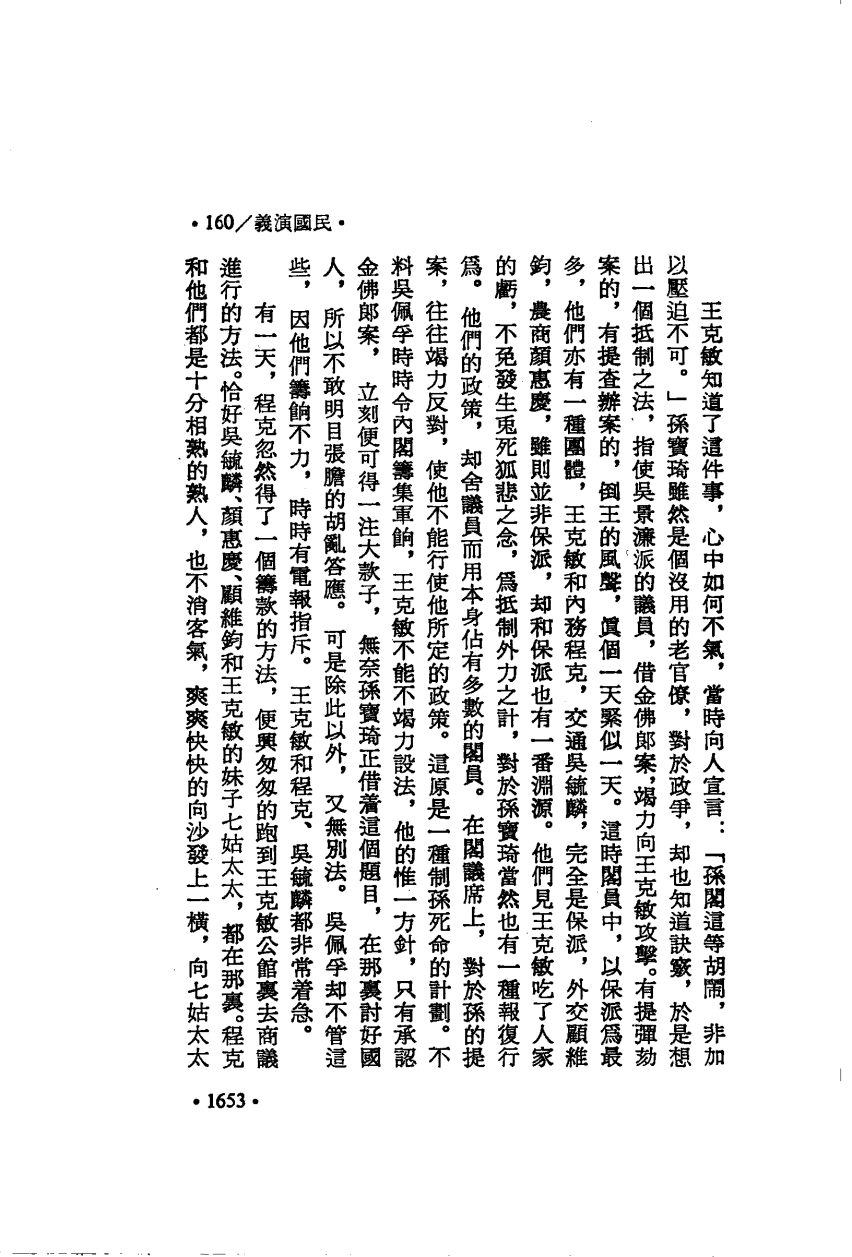 •160/義演國民•
王克敏知道了這件事，心中如何不氣，當時向人宣言：「孫閣這等胡鬧，非加
以壓迫不可。」孫寶琦雖然是個沒用的老官僚，對於政爭，却也知道訣竅，於是想
出一個抵制之法，指使吳景濂派的議員，借金佛郎案，竭力向王克敏攻擊。有提彈劾
案的，有提查辦案的，倒王的風聲，眞個一天緊似一天。這時閣員中，以保派爲最
多，他們亦有一種團體，王克敏和內務程克，交通吳毓麟，完全是保派，外交顧維
鈞，農商顏惠慶，雖則並非保派，却和保派也有一番淵源。他們見王克敏吃了人家
的虧，不免發生兎死狐悲之念，爲抵制外力之計，對於孫寶琦當然也有一種報復行
爲。他們的政策，却舍議員而用本身佔有多數的閣員。在閣議席上，對於孫的提
案，往往竭力反對，使他不能行使他所定的政策。這原是一種制孫死命的計劃。不
料吳佩孚時時令內閣籌集軍餉，王克敏不能不竭力設法，他的惟一方針，只有承認
金佛郎案，立刻便可得一注大款子，無奈孫寶琦正借着這個題目，在那裏討好國
人，所以不敢明目張膽的胡亂答應。可是除此以外，又無別法。吳佩孚却不管這
些，因他們籌餉不力，時時有電報指斥。王克敏和程克、吳毓麟都非常着急。
有一天，程克忽然得了一個籌款的方法，便興匆匆的跑到王克敏公館裏去商議
進行的方法。恰好吳毓麟、顏惠慶、顧維鈞和王克敏的妹子七姑太太，都在那裏。程克
和他們都是十分相熟的熟人，也不消客氣，爽爽快快的向沙發上一橫，向七姑太太
•1653•